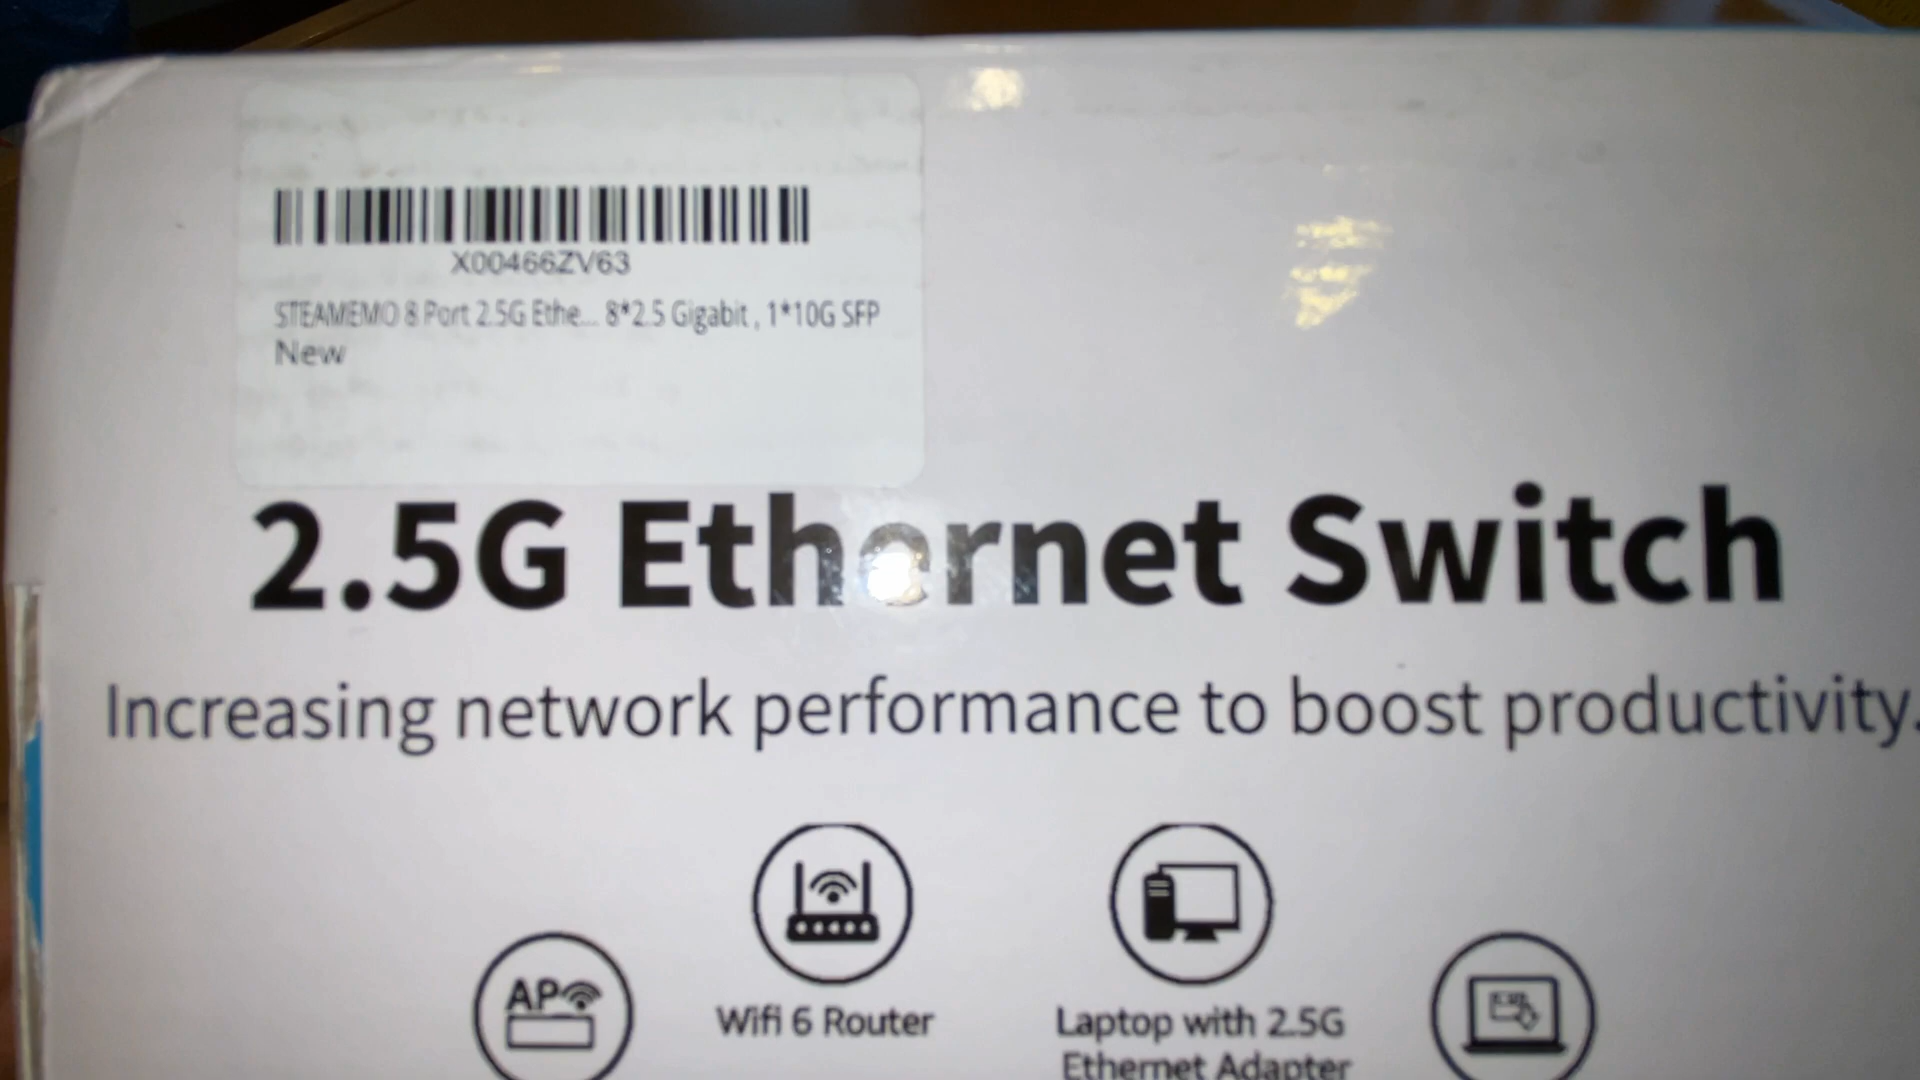 X00466ZV63
STEAMEMO 8 Port 2.5G Ethe... 8*2.5 Gigabit , 1*10G SFP
New
2.5G Ethernet Switch
Increasing network performance to boost productivity.
AP
Wifi 6 Router
Laptop with 2.5G
Ethernet Adapter